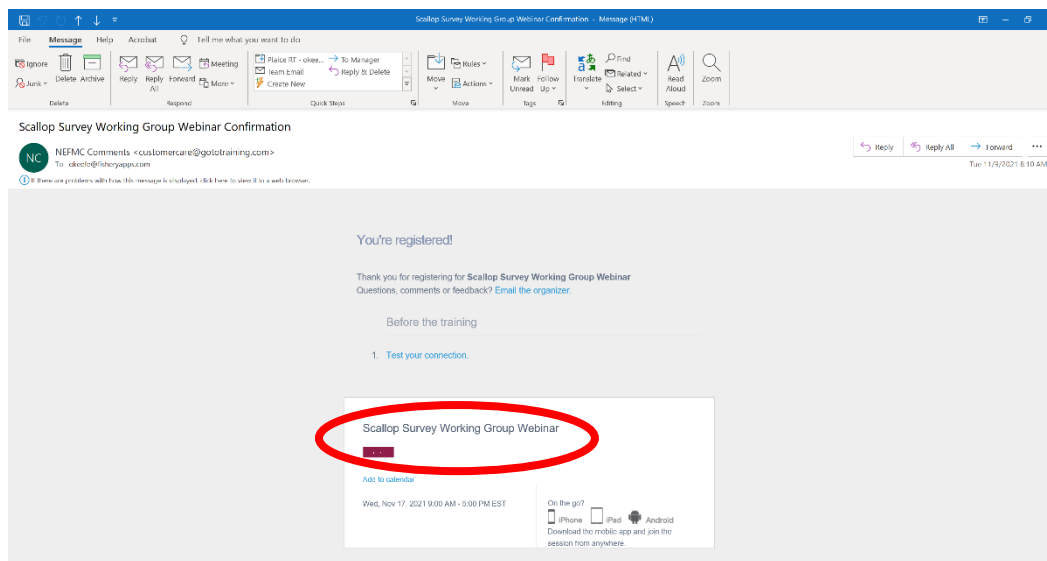 Scallop Survey Working Group Webinar Confirmation - Message (HTML)
File Message Help Acrobat Tell me what you want to do
Ignore
Junk
Delete Archive
Reply Reply All Forward
Meeting
More
Plaice RT - okee...
Team Email
Create New
To Manager
Reply & Delete
Move
Rules
Actions
Mark Unread
Follow Up
Translate
Find
Related
Select
Read Aloud
Zoom
Delete Respond Quick Steps Move Tags Editing Speech Zoom
Scallop Survey Working Group Webinar Confirmation
NC
NEFMC Comments <customercare@gototraining.com>
To okeefe@fisheryapps.com
Reply Reply All Forward
Tue 11/9/2021 8:10 AM
If there are problems with how this message is displayed, click here to view it in a web browser.
You're registered!
Thank you for registering for Scallop Survey Working Group Webinar
Questions, comments or feedback? Email the organizer.
Before the training
1. Test your connection.
Scallop Survey Working Group Webinar
Add to calendar
Wed, Nov 17, 2021 9:00 AM - 5:00 PM EST
On the go?
iPhone iPad Android
Download the mobile app and join the
session from anywhere.